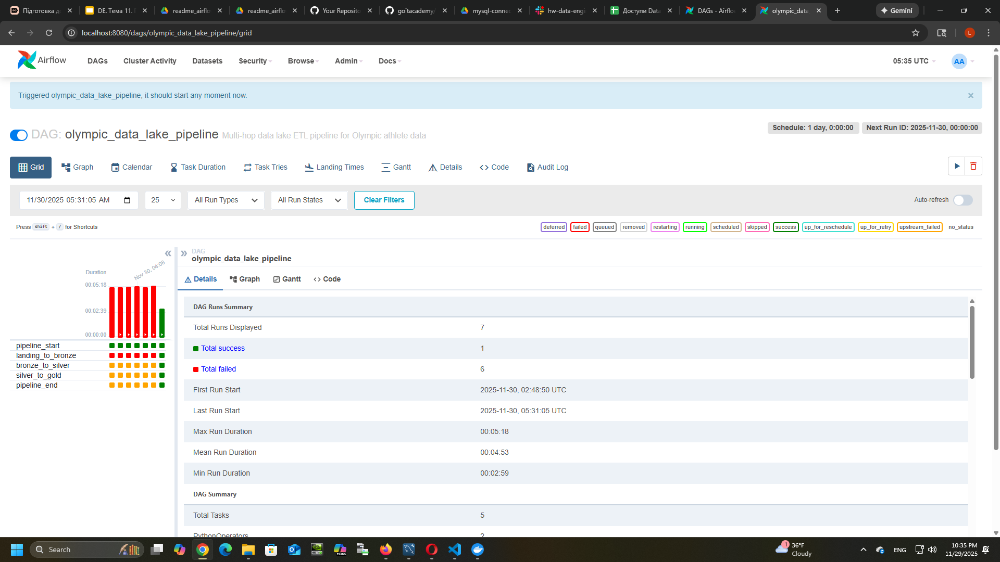 Підготовка д
DE. Тема 11.
readme_airflo
readme_airflo
Your Reposito
goitacademy/
mysql-connec
hw-data-engi
Доступи Data
DAGs - Airflo
olympic_data
Gemini
localhost:8080/dags/olympic_data_lake_pipeline/grid
L
Airflow
DAGs
Cluster Activity
Datasets
Security
Browse
Admin
Docs
05:35 UTC
AA
Triggered olympic_data_lake_pipeline, it should start any moment now.
×
DAG: olympic_data_lake_pipeline Multi-hop data lake ETL pipeline for Olympic athlete data
Schedule: 1 day, 0:00:00
Next Run ID: 2025-11-30, 00:00:00
Grid
Graph
Calendar
Task Duration
Task Tries
Landing Times
Gantt
Details
Code
Audit Log
11/30/2025 05:31:05 AM
25
All Run Types
All Run States
Clear Filters
Auto-refresh
Press shift + / for Shortcuts
deferred
failed
queued
removed
restarting
running
scheduled
skipped
success
up_for_reschedule
up_for_retry
upstream_failed
no_status
Duration
Nov 30, 04:08
00:05:18
00:02:39
00:00:00
pipeline_start
landing_to_bronze
bronze_to_silver
silver_to_gold
pipeline_end
DAG
olympic_data_lake_pipeline
Details
Graph
Gantt
Code
DAG Runs Summary
Total Runs Displayed 7
Total success 1
Total failed 6
First Run Start 2025-11-30, 02:48:50 UTC
Last Run Start 2025-11-30, 05:31:05 UTC
Max Run Duration 00:05:18
Mean Run Duration 00:04:53
Min Run Duration 00:02:59
DAG Summary
Total Tasks 5
PythonOperators 2
Search
M365
1
36°F
Cloudy
ENG
10:35 PM
11/29/2025